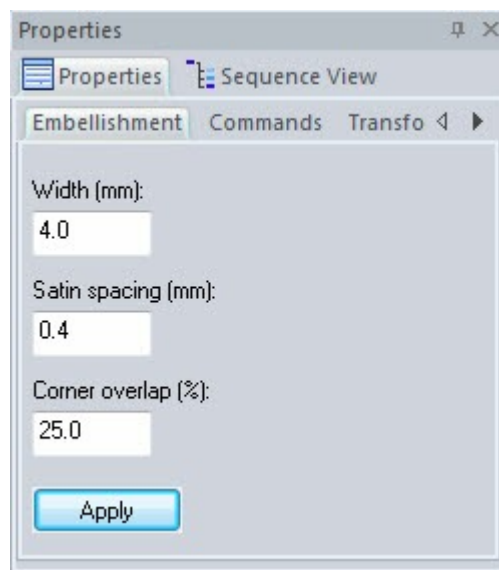 Properties
Properties Sequence View
Embellishment Commands Transfo
Width (mm):
4.0
Satin spacing (mm):
0.4
Corner overlap (%):
25.0
Apply